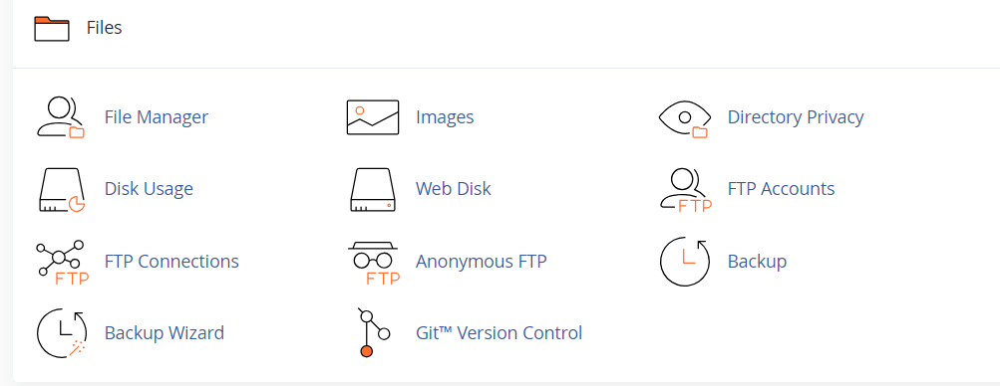 Files
File Manager
Images
Directory Privacy
Disk Usage
Web Disk
FTP Accounts
FTP
FTP Connections
FTP
Anonymous FTP
FTP
Backup
Backup Wizard
Git™ Version Control